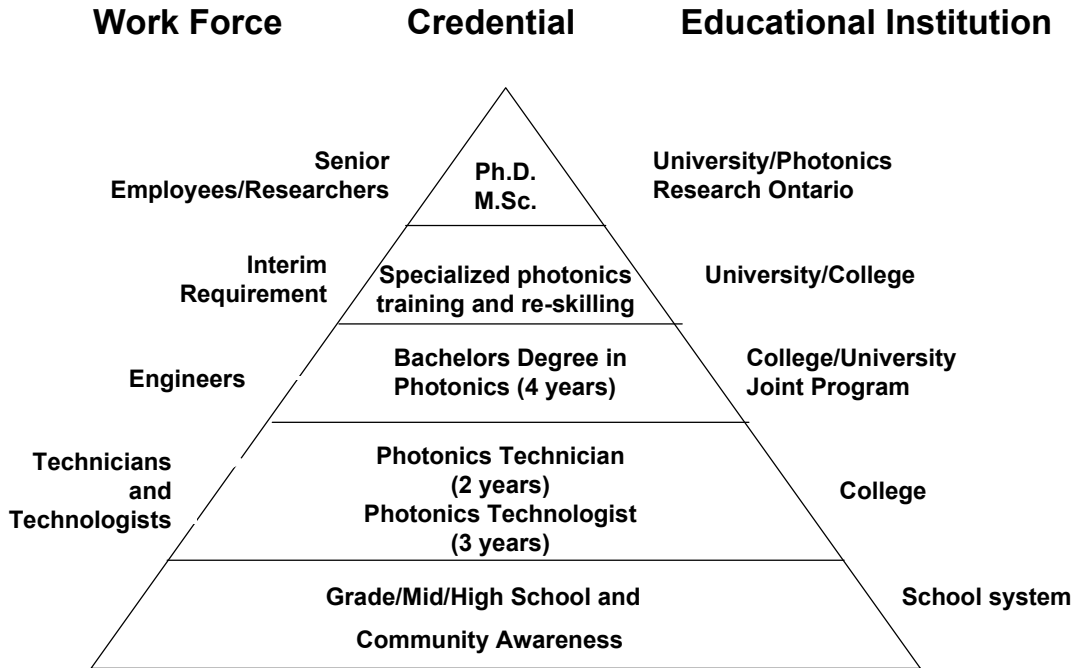 Work Force
Credential
Educational Institution
Senior
Employees/Researchers
Ph.D.
M.Sc.
University/Photonics
Research Ontario
Interim
Requirement
Specialized photonics
training and re-skilling
University/College
Engineers
Bachelors Degree in
Photonics (4 years)
College/University
Joint Program
Technicians
and
Technologists
Photonics Technician
(2 years)
Photonics Technologist
(3 years)
College
Grade/Mid/High School and
Community Awareness
School system